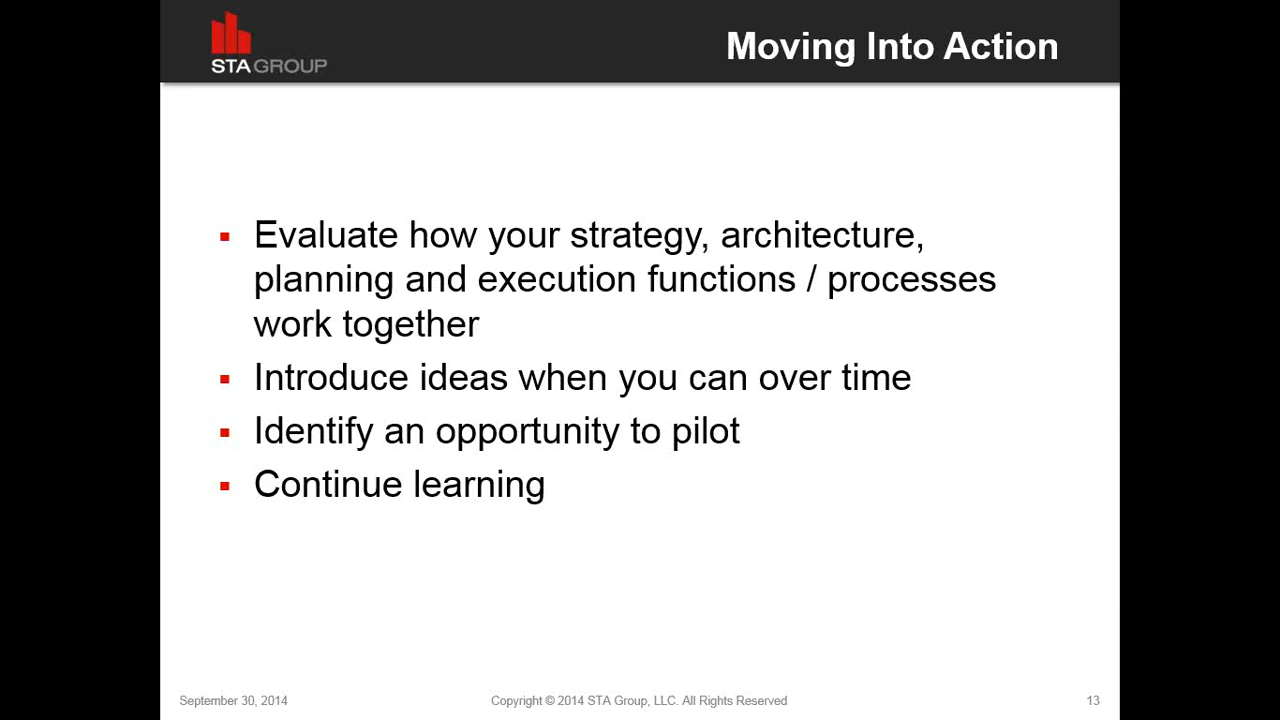 STA GROUP
Moving Into Action
▪ Evaluate how your strategy, architecture,
planning and execution functions / processes
work together
▪ Introduce ideas when you can over time
▪ Identify an opportunity to pilot
▪ Continue learning
September 30, 2014
Copyright © 2014 STA Group, LLC. All Rights Reserved
13